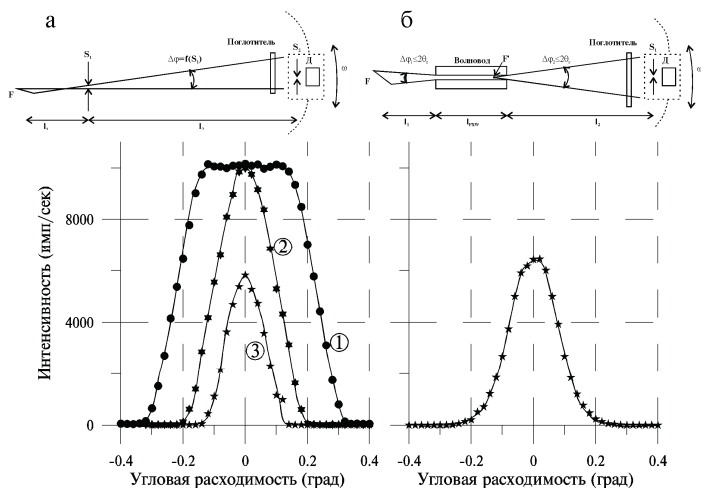 а
б
S₁
Δφ=f(S₁)
Поглотитель
S₂
Д
φ
F
l₁
Δφ₁≤2θc
Волновод
F'
Δφ₂≤2θc
Поглотитель
Д
F
l₁
l₂
Интенсивность (имп/сек)
8000
4000
0
①
②
③
-0.4 -0.2 0 0.2 0.4
-0.4 -0.2 0 0.2 0.4
Угловая расходимость (град)
Угловая расходимость (град)